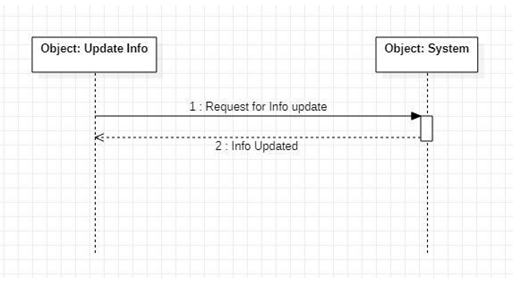 Object: Update Info
Object: System
1 : Request for Info update
2 : Info Updated